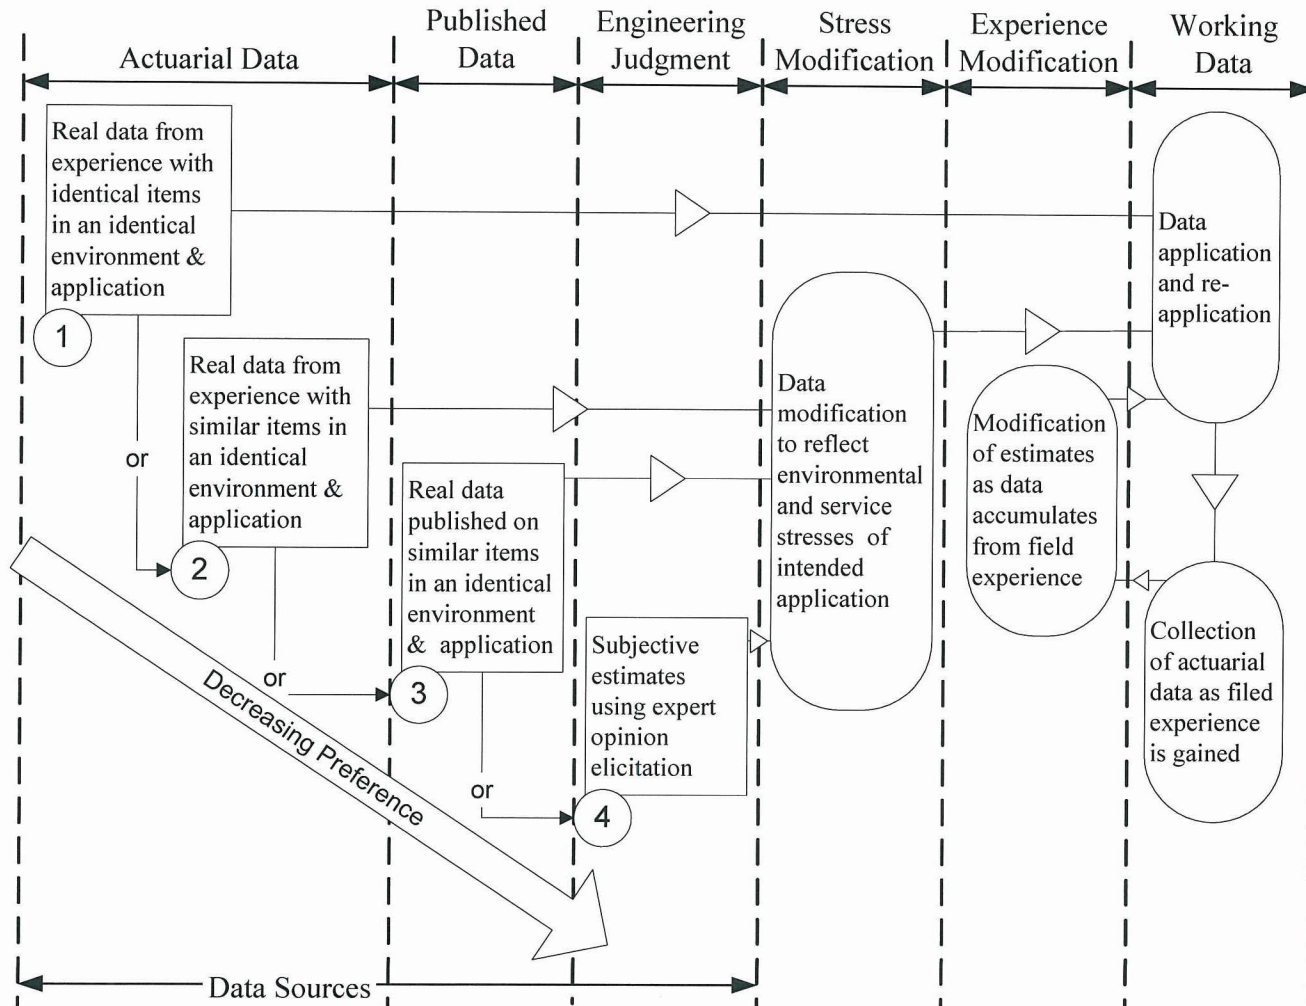 Actuarial Data
Published
Data
Engineering
Judgment
Stress
Modification
Experience
Modification
Working
Data
Real data from
experience with
identical items
in an identical
environment &
application
1
or
Real data from
experience with
similar items in
an identical
environment &
application
2
or
Real data
published on
similar items
in an identical
environment
& application
3
or
Subjective
estimates
using expert
opinion
elicitation
4
Data
modification
to reflect
environmental
and service
stresses of
intended
application
Modification
of estimates
as data
accumulates
from field
experience
Data
application
and re-
application
Collection
of actuarial
data as filed
experience
is gained
Decreasing Preference
Data Sources